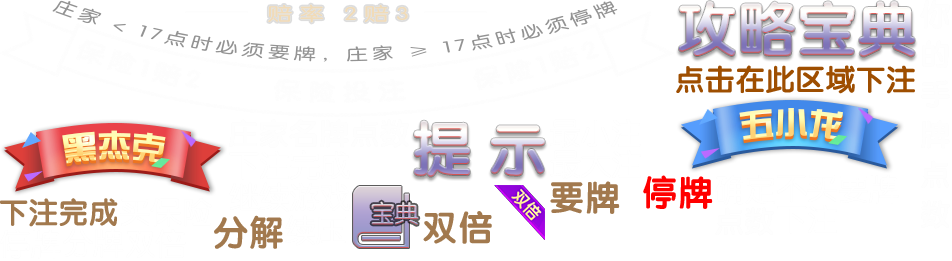 赔率 2赔3
庄家 < 17点时必须要牌，庄家 ≥ 17点时必须停牌
攻略宝典
点击在此区域下注
黑杰克
提示
五小龙
下注完成
分解
宝典
双倍
双倍
要牌
停牌